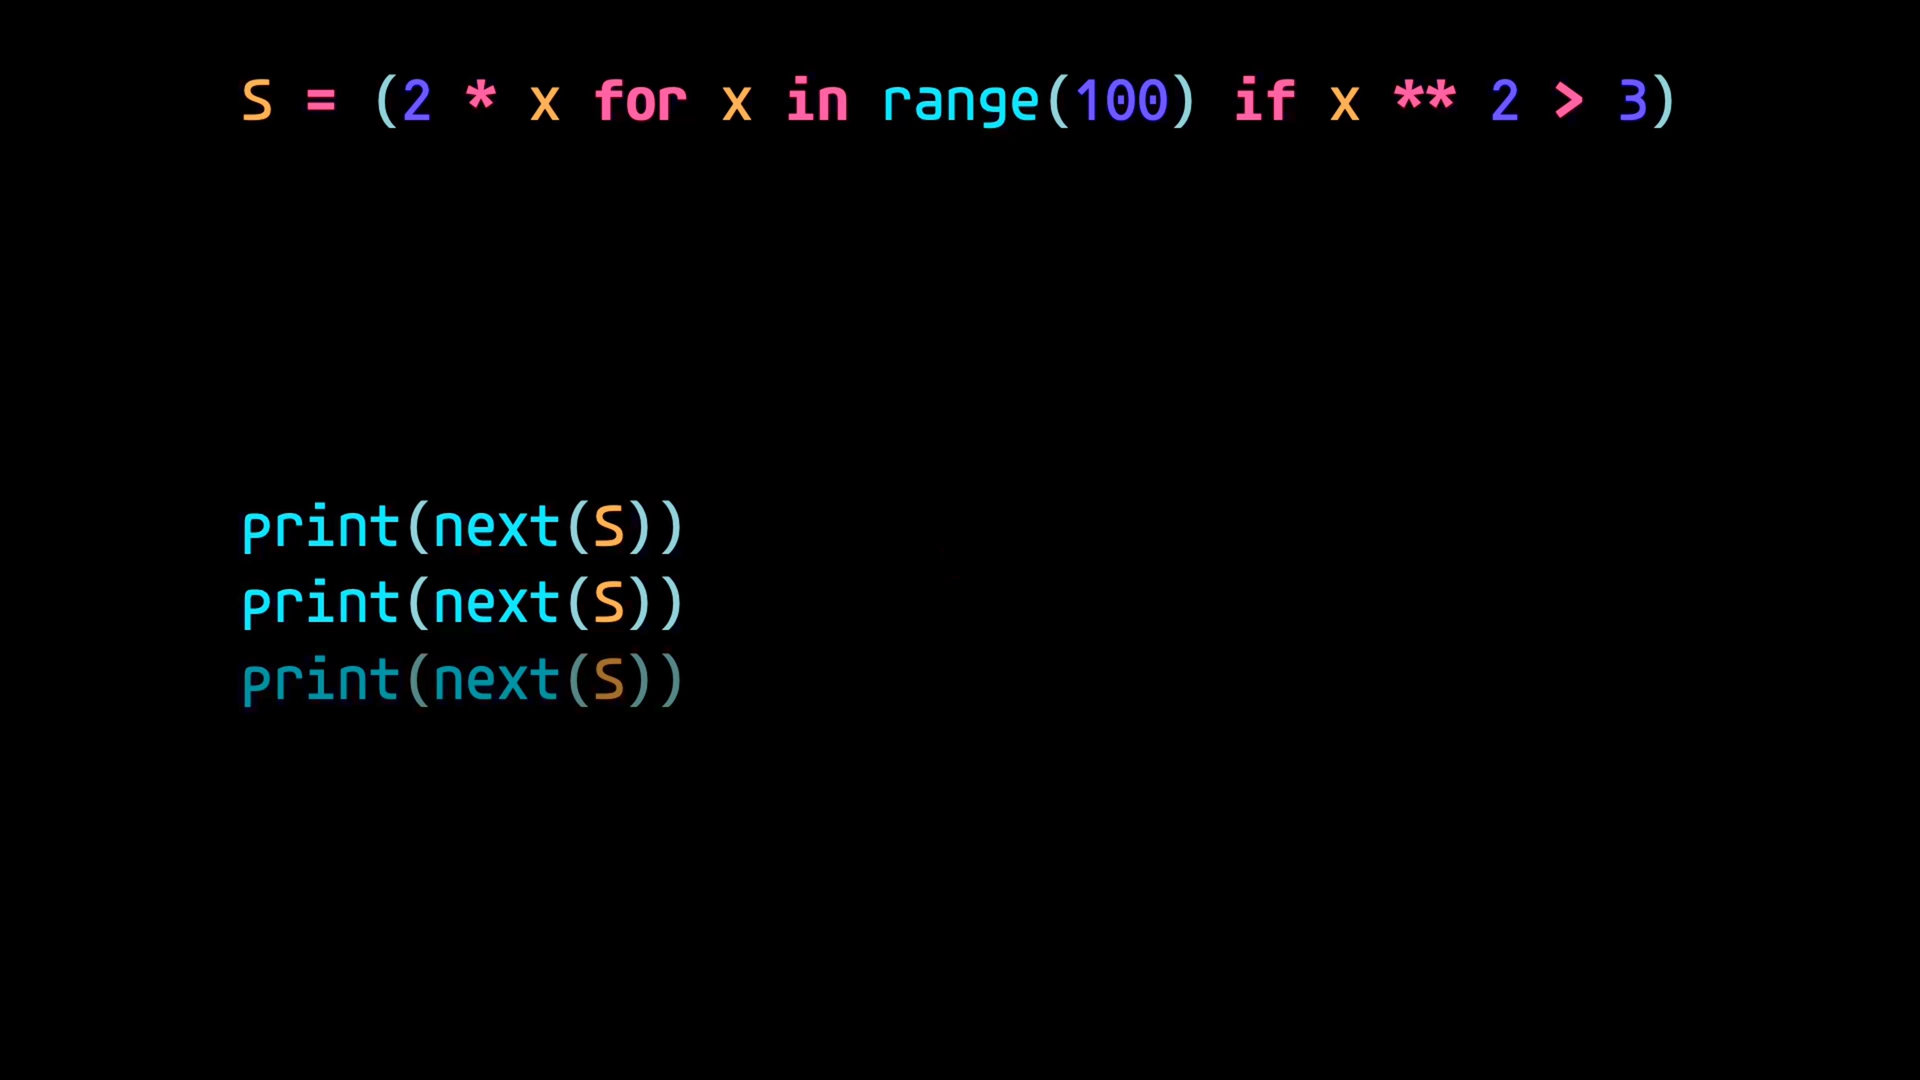 S = (2 * x for x in range(100) if x ** 2 > 3)
print(next(S))
print(next(S))
print(next(S))